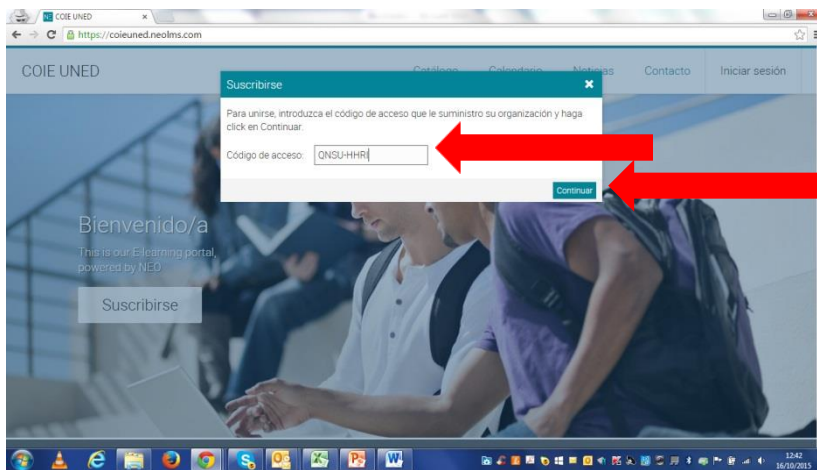 COIE UNED
https://coieuned.neolms.com
COIE UNED
Catálogo Calendario Noticias Contacto Iniciar sesión
Suscribirse
Para unirse, introduzca el código de acceso que le suministro su organización y haga
click en Continuar.
Código de acceso: QNSU-HHRI
Continuar
Bienvenido/a
This is our E-learning portal,
powered by NEO
Suscribirse
12:42
16/10/2015